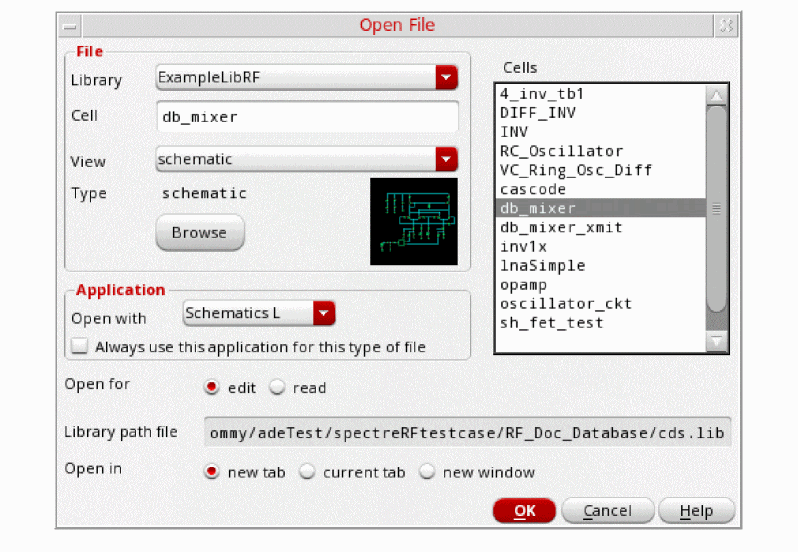 Open File
File
Library ExampleLibRF
Cell db_mixer
View schematic
Type schematic
Browse
Application
Open with Schematics L
Always use this application for this type of file
Cells
4_inv_tb1
DIFF_INV
INV
RC_Oscillator
VC_Ring_Osc_Diff
cascode
db_mixer
db_mixer_xmit
inv1x
lnaSimple
opamp
oscillator_ckt
sh_fet_test
Open for edit read
Library path file ommy/adeTest/spectreRFtestcase/RF_Doc_Database/cds.lib
Open in new tab current tab new window
OK Cancel Help